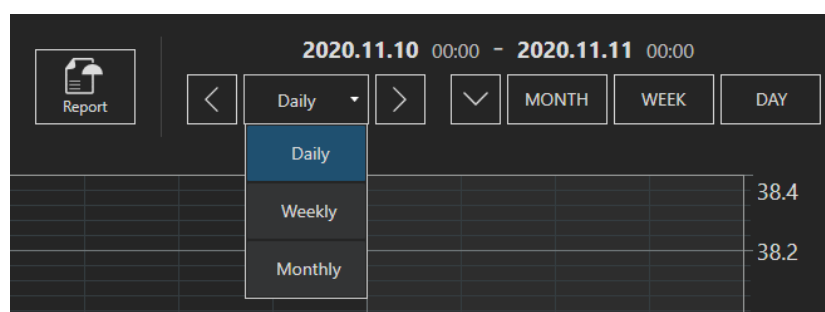 2020.11.10 00:00 - 2020.11.11 00:00
Report
Daily
MONTH
WEEK
DAY
Daily
Weekly
Monthly
38.4
38.2